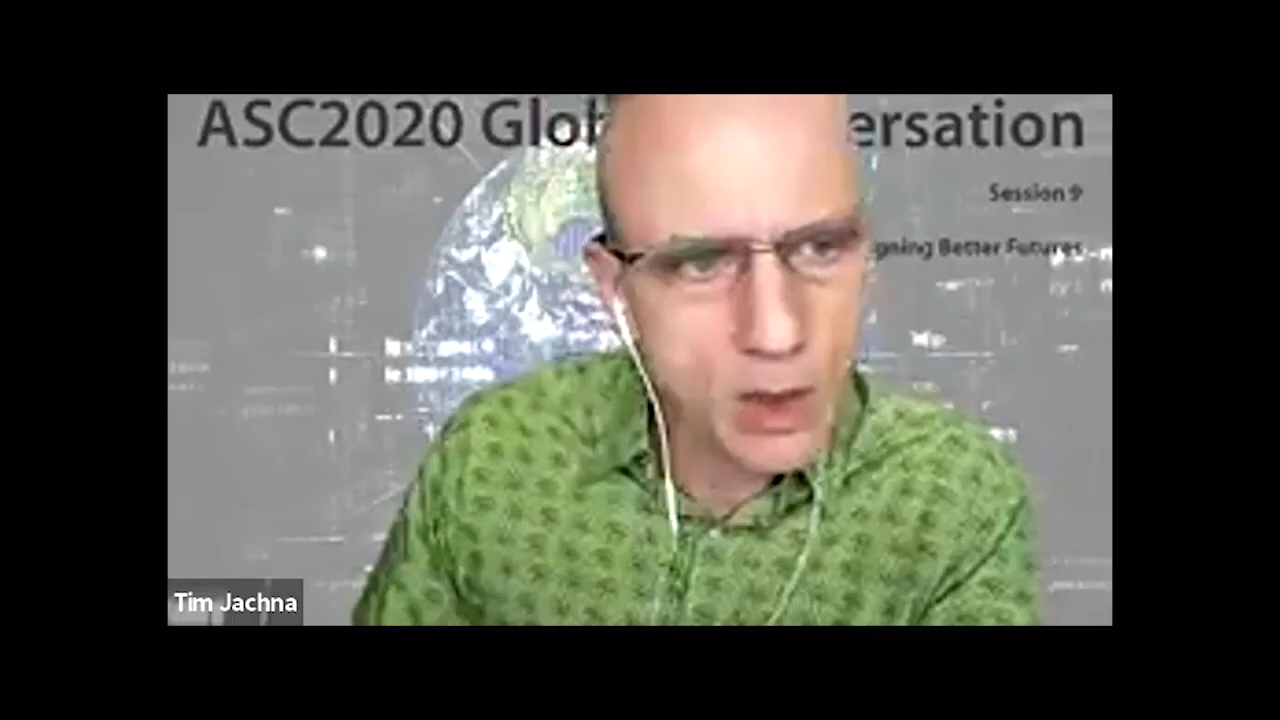 ASC2020 Glob ersation
Session 9
gning Better Futures
Tim Jachna